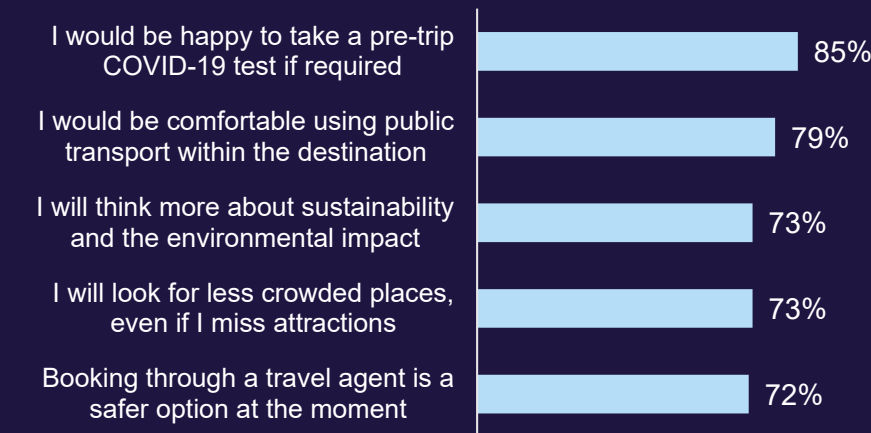 I would be happy to take a pre-trip
COVID-19 test if required
85%
I would be comfortable using public
transport within the destination
79%
I will think more about sustainability
and the environmental impact
73%
I will look for less crowded places,
even if I miss attractions
73%
Booking through a travel agent is a
safer option at the moment
72%